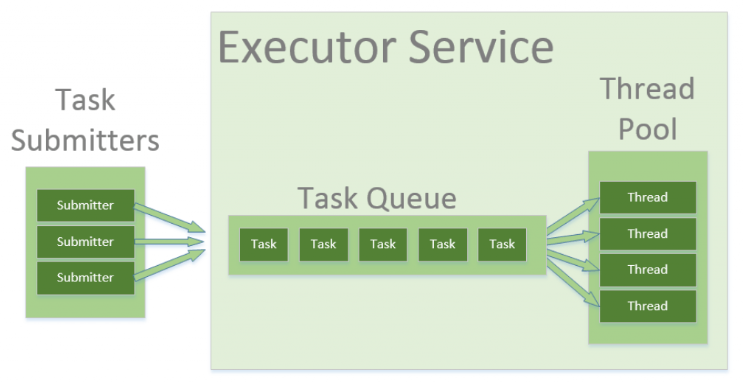 Executor Service
Task
Submitters
Submitter
Submitter
Submitter
Task Queue
Task Task Task Task Task
Thread
Pool
Thread
Thread
Thread
Thread